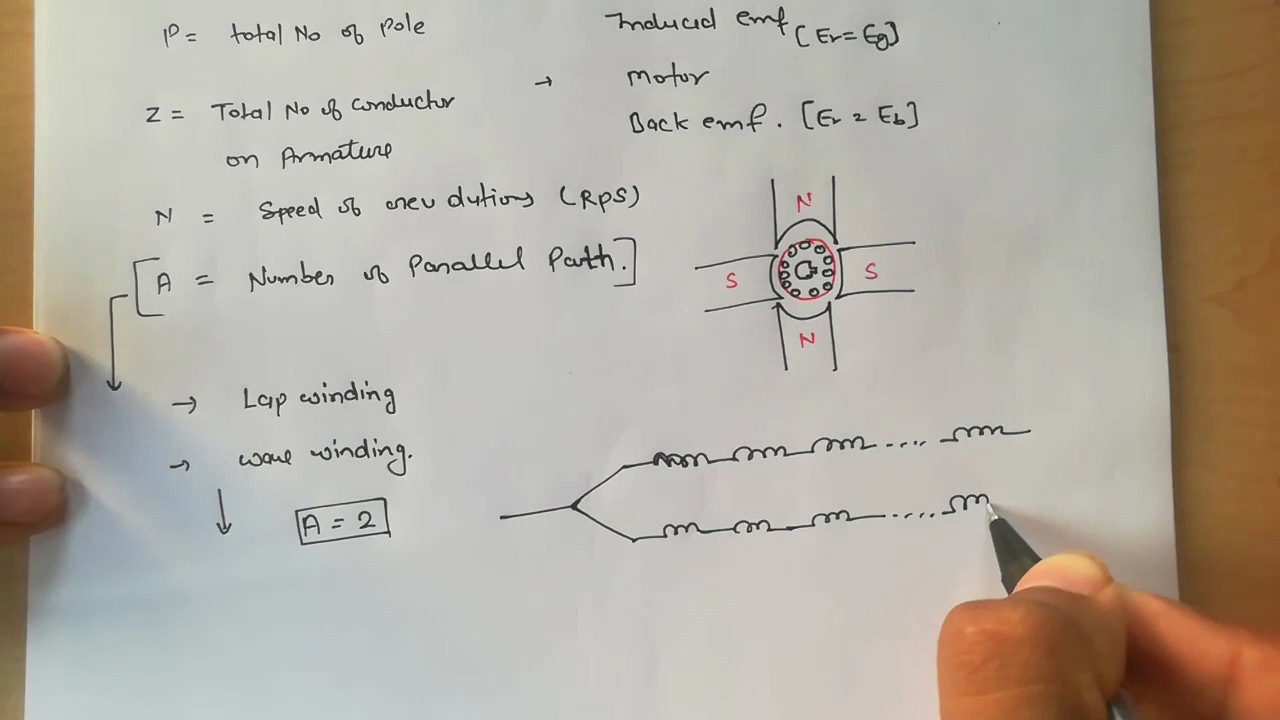 P = total No of Pole
Z = Total No of conductor
on Armature
N = Speed of revolutions (RPS)
[A = Number of Parallel Path.]
→ Lap winding
→ wave winding.
A = 2
Induced emf [Er = Eg]
→ Motor
Back emf. [Er = Eb]
N
S S
N